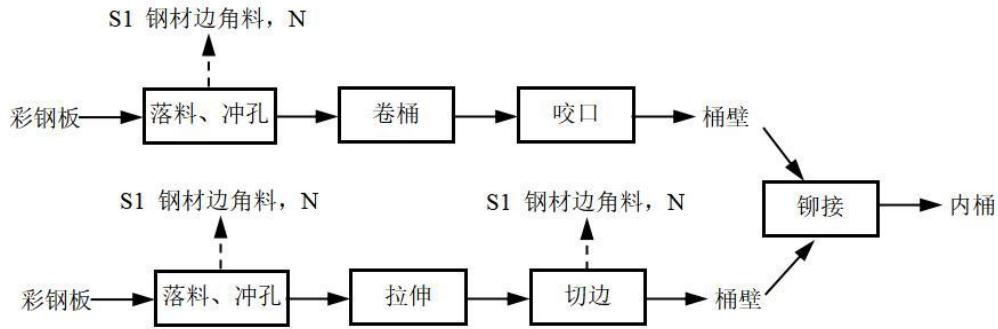 S1 钢材边角料，N
彩钢板
落料、冲孔
卷桶
咬口
桶壁
铆接
内桶
S1 钢材边角料，N
S1 钢材边角料，N
彩钢板
落料、冲孔
拉伸
切边
桶壁